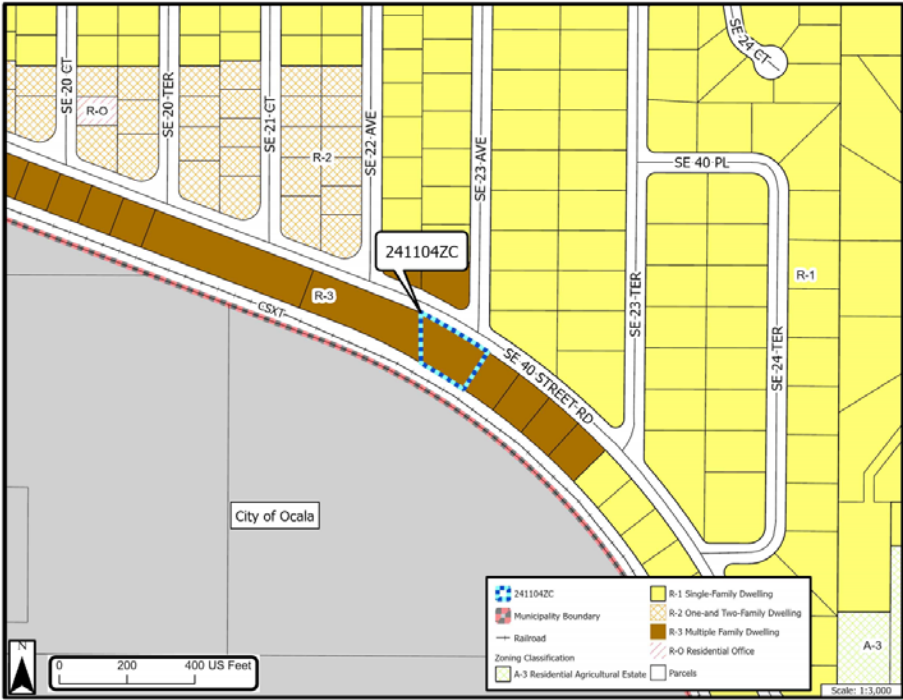 SE 24 CT
SE 20 CT
R-O
SE 20 TER
SE 21 CT
R-2
SE 22 AVE
SE 23 AVE
SE 40 PL
241104ZC
R-1
R-3
CSXT
SE 23 TER
SE 24 TER
SE 40 STREET RD
City of Ocala
A-3
N
0 200 400 US Feet
241104ZC
Municipality Boundary
Railroad
Zoning Classification
A-3 Residential Agricultural Estate
R-1 Single-Family Dwelling
R-2 One-and Two-Family Dwelling
R-3 Multiple Family Dwelling
R-O Residential Office
Parcels
Scale: 1:3,000